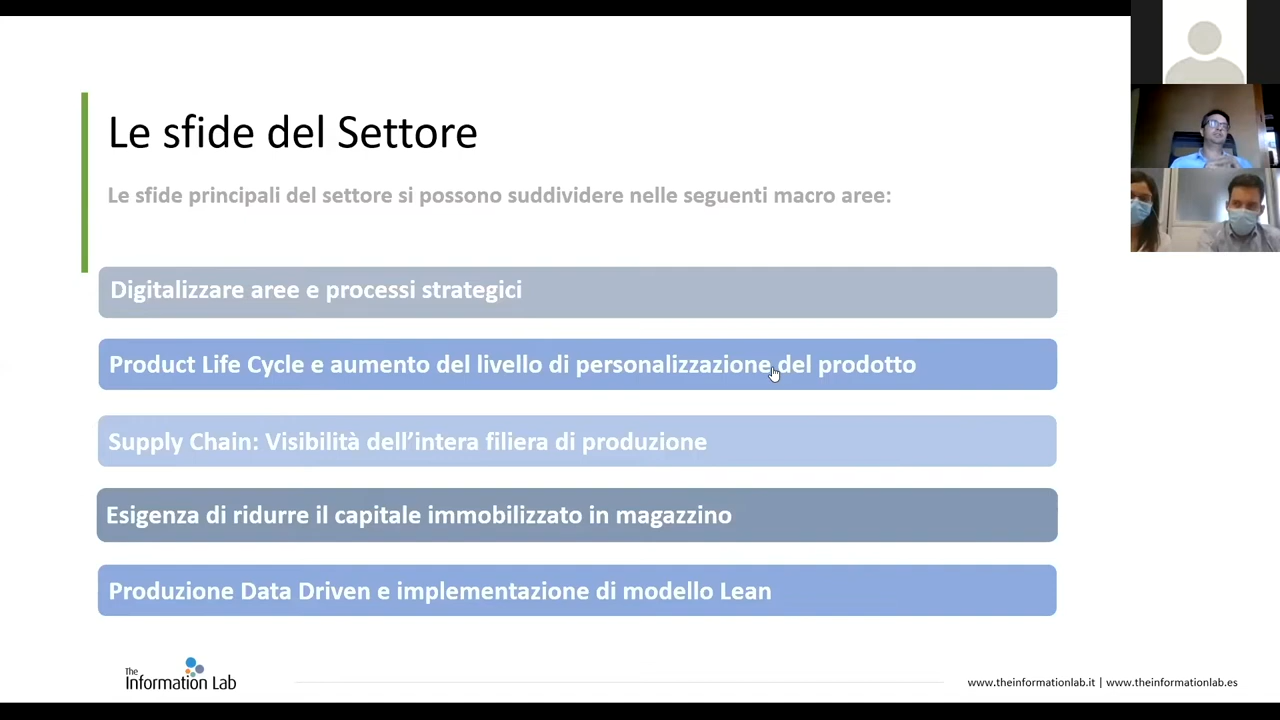 Le sfide del Settore
Le sfide principali del settore si possono suddividere nelle seguenti macro aree:
Digitalizzare aree e processi strategici
Product Life Cycle e aumento del livello di personalizzazione del prodotto
Supply Chain: Visibilità dell’intera filiera di produzione
Esigenza di ridurre il capitale immobilizzato in magazzino
Produzione Data Driven e implementazione di modello Lean
The
Information Lab
www.theinformationlab.it | www.theinformationlab.es